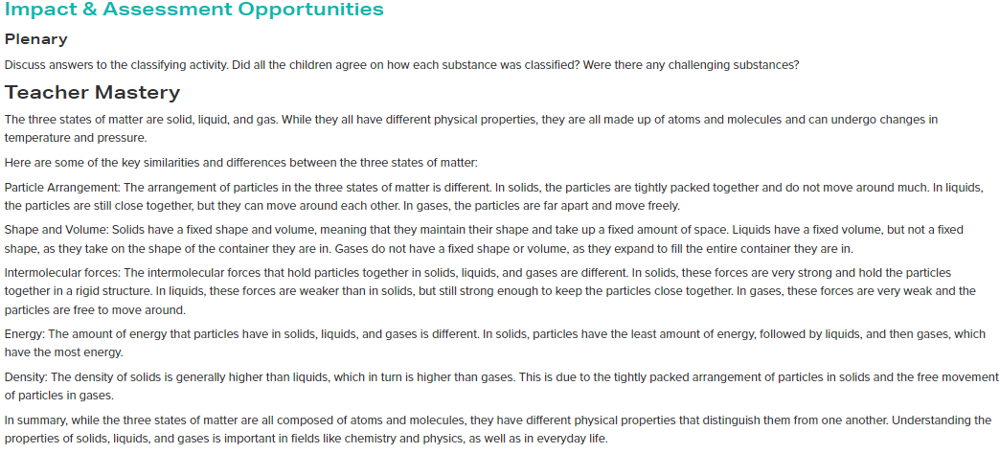 Impact & Assessment Opportunities
Plenary
Discuss answers to the classifying activity. Did all the children agree on how each substance was classified? Were there any challenging substances?
Teacher Mastery
The three states of matter are solid, liquid, and gas. While they all have different physical properties, they are all made up of atoms and molecules and can undergo changes in
temperature and pressure.
Here are some of the key similarities and differences between the three states of matter:
Particle Arrangement: The arrangement of particles in the three states of matter is different. In solids, the particles are tightly packed together and do not move around much. In liquids,
the particles are still close together, but they can move around each other. In gases, the particles are far apart and move freely.
Shape and Volume: Solids have a fixed shape and volume, meaning that they maintain their shape and take up a fixed amount of space. Liquids have a fixed volume, but not a fixed
shape, as they take on the shape of the container they are in. Gases do not have a fixed shape or volume, as they expand to fill the entire container they are in.
Intermolecular forces: The intermolecular forces that hold particles together in solids, liquids, and gases are different. In solids, these forces are very strong and hold the particles
together in a rigid structure. In liquids, these forces are weaker than in solids, but still strong enough to keep the particles close together. In gases, these forces are very weak and the
particles are free to move around.
Energy: The amount of energy that particles have in solids, liquids, and gases is different. In solids, particles have the least amount of energy, followed by liquids, and then gases, which
have the most energy.
Density: The density of solids is generally higher than liquids, which in turn is higher than gases. This is due to the tightly packed arrangement of particles in solids and the free movement
of particles in gases.
In summary, while the three states of matter are all composed of atoms and molecules, they have different physical properties that distinguish them from one another. Understanding the
properties of solids, liquids, and gases is important in fields like chemistry and physics, as well as in everyday life.